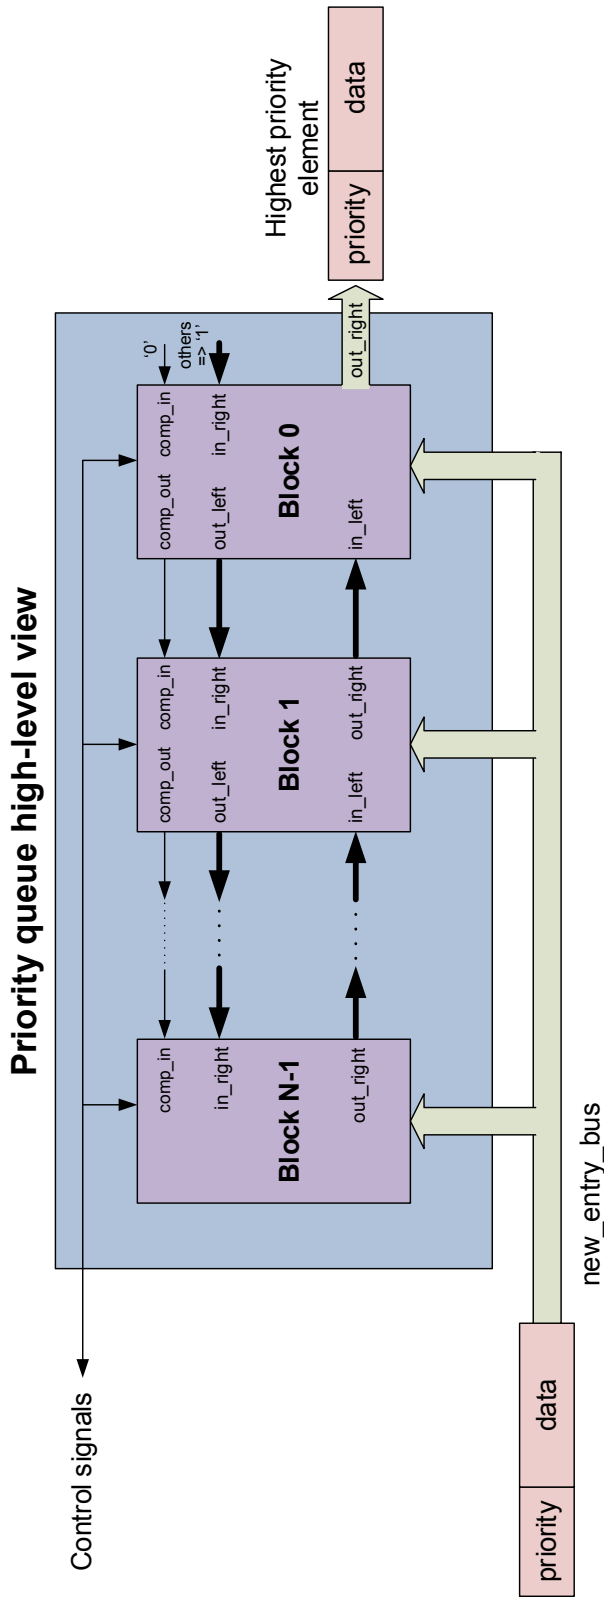 Priority queue high-level view
Control signals
comp_in
in_right
out_right
Block N-1
comp_out
comp_in
out_left
in_right
Block 1
in_left
out_right
comp_out
comp_in
out_left
in_right
Block 0
in_left
‘0’
others
=> ‘1’
out_right
Highest priority
element
priority
data
priority
data
new_entry_bus